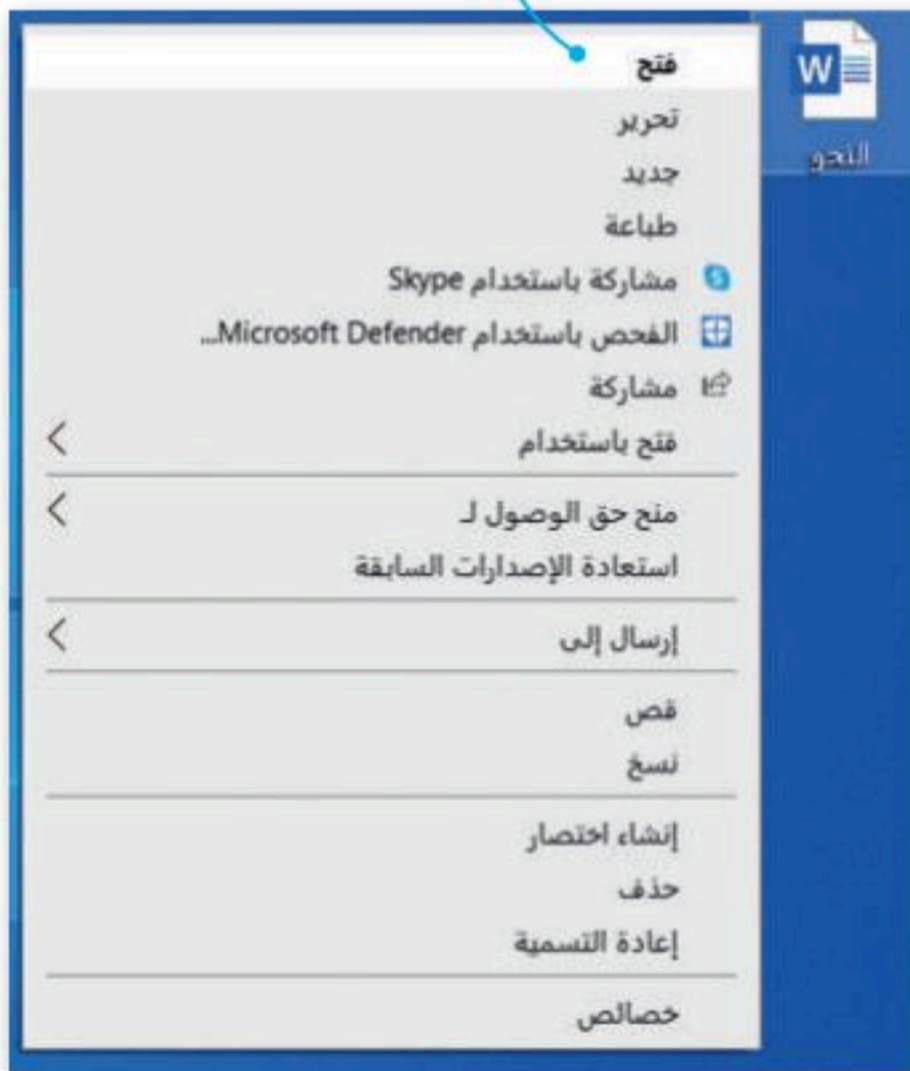 W
النحو
فتح
تحرير
جديد
طباعة
مشاركة باستخدام Skype
الفحص باستخدام Microsoft Defender...
مشاركة
فتح باستخدام
منح حق الوصول لـ
استعادة الإصدارات السابقة
إرسال إلى
قص
نسخ
إنشاء اختصار
حذف
إعادة التسمية
خصائص